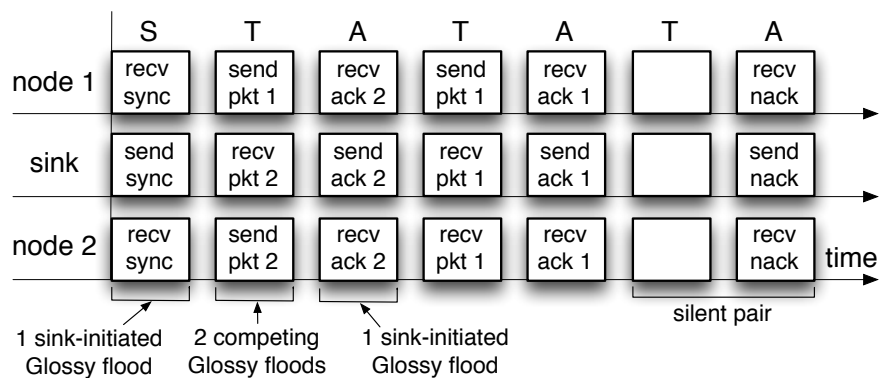 S T A T A T A
node 1
recv sync
send pkt 1
recv ack 2
send pkt 1
recv ack 1
recv nack
sink
send sync
recv pkt 2
send ack 2
recv pkt 1
send ack 1
send nack
node 2
recv sync
send pkt 2
recv ack 2
recv pkt 1
recv ack 1
recv nack
time
1 sink-initiated
Glossy flood
2 competing
Glossy floods
1 sink-initiated
Glossy flood
silent pair